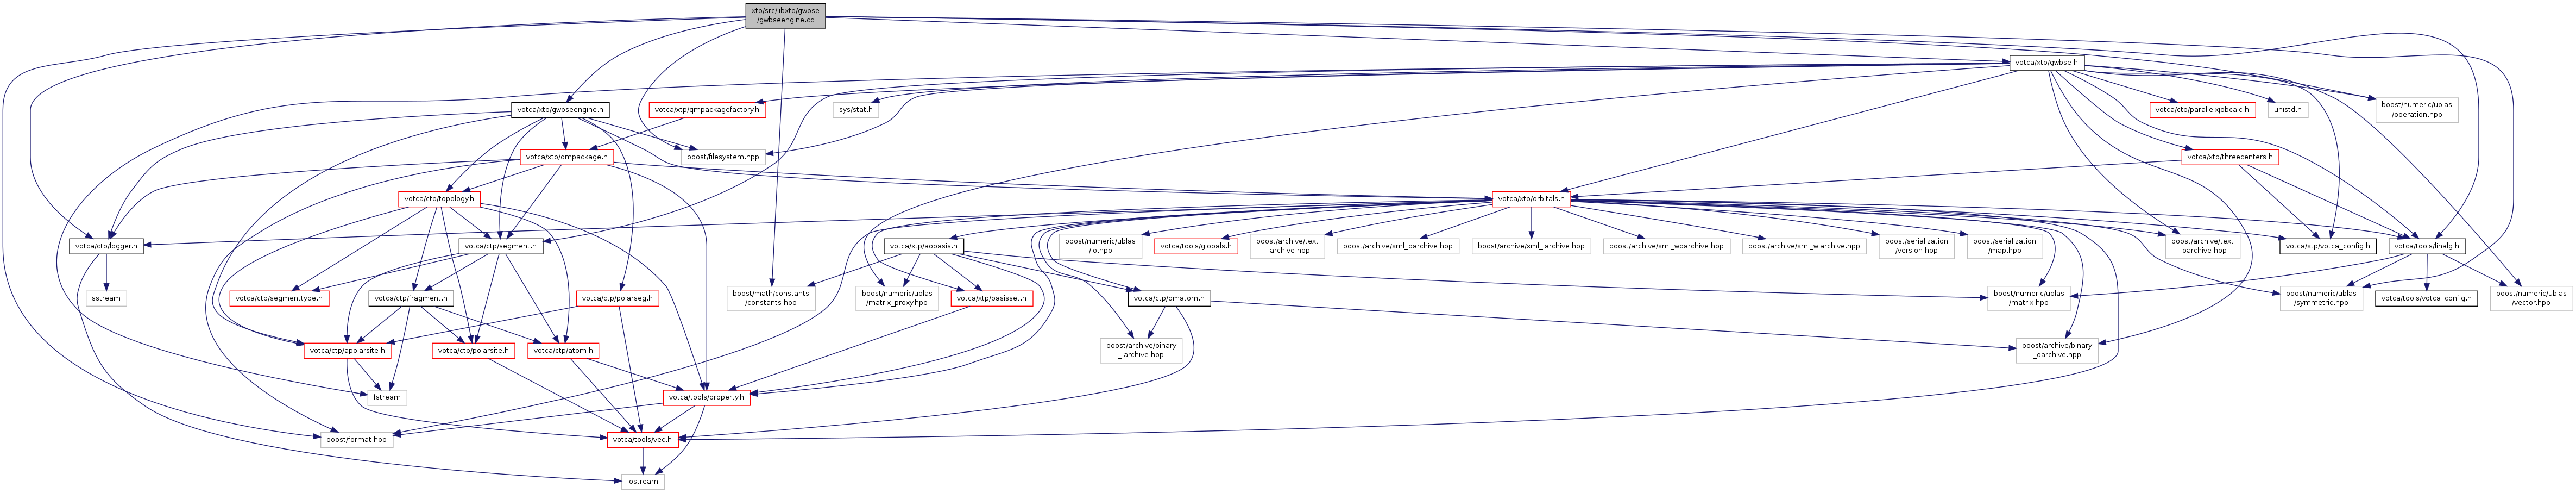 xtp/src/libxtp/gwbse
/gwbseengine.cc
votca/xtp/gwbse.h
votca/xtp/gwbseengine.h
votca/xtp/qmpackagefactory.h
sys/stat.h
votca/ctp/parallelxjobcalc.h
unistd.h
boost/numeric/ublas
/operation.hpp
votca/xtp/qmpackage.h
boost/filesystem.hpp
votca/xtp/threecenters.h
votca/ctp/topology.h
votca/xtp/orbitals.h
votca/ctp/logger.h
votca/ctp/segment.h
votca/xtp/aobasis.h
boost/numeric/ublas
/io.hpp
votca/tools/globals.h
boost/archive/text
_iarchive.hpp
boost/archive/xml_oarchive.hpp
boost/archive/xml_iarchive.hpp
boost/archive/xml_woarchive.hpp
boost/archive/xml_wiarchive.hpp
boost/serialization
/version.hpp
boost/serialization
/map.hpp
boost/archive/text
_oarchive.hpp
votca/xtp/votca_config.h
votca/tools/linalg.h
sstream
votca/ctp/segmenttype.h
votca/ctp/fragment.h
votca/ctp/polarseg.h
boost/math/constants
/constants.hpp
boost/numeric/ublas
/matrix_proxy.hpp
votca/xtp/basisset.h
votca/ctp/qmatom.h
boost/numeric/ublas
/matrix.hpp
boost/numeric/ublas
/symmetric.hpp
votca/tools/votca_config.h
boost/numeric/ublas
/vector.hpp
votca/ctp/apolarsite.h
votca/ctp/polarsite.h
votca/ctp/atom.h
boost/archive/binary
_iarchive.hpp
boost/archive/binary
_oarchive.hpp
fstream
votca/tools/property.h
boost/format.hpp
votca/tools/vec.h
iostream